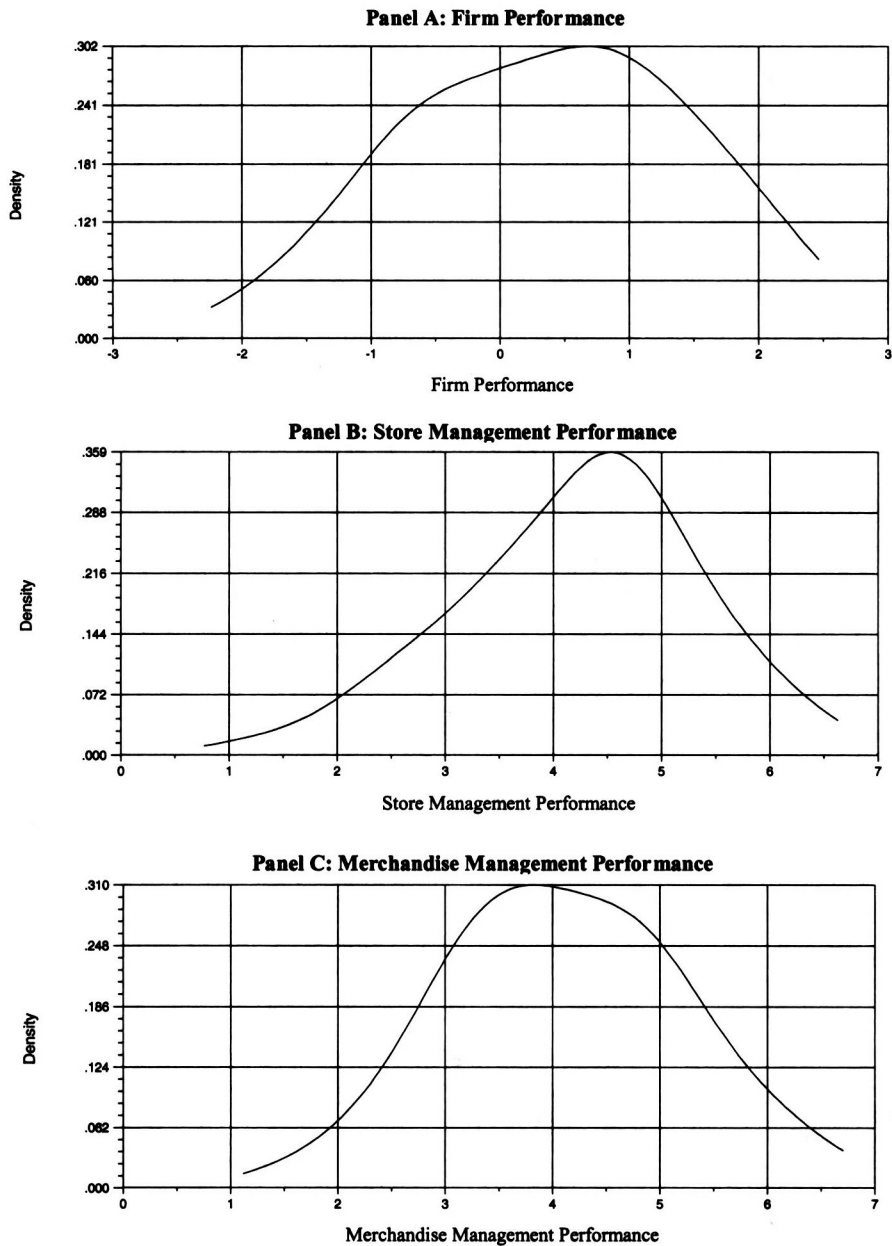 Panel A: Firm Performance
.302
.241
.181
.121
.060
.000
Density
-3 -2 -1 0 1 2 3
Firm Performance
Panel B: Store Management Performance
.359
.288
.216
.144
.072
.000
Density
0 1 2 3 4 5 6 7
Store Management Performance
Panel C: Merchandise Management Performance
.310
.248
.186
.124
.062
.000
Density
0 1 2 3 4 5 6 7
Merchandise Management Performance